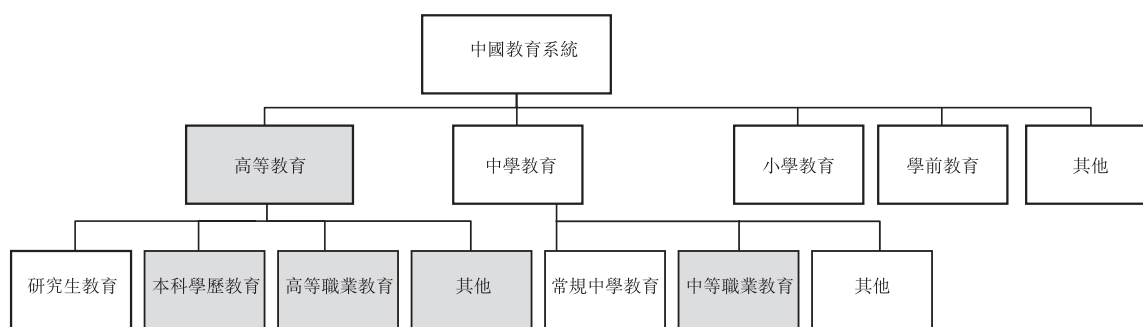 中國教育系統
高等教育
中學教育
小學教育
學前教育
其他
研究生教育
本科學歷教育
高等職業教育
其他
常規中學教育
中等職業教育
其他